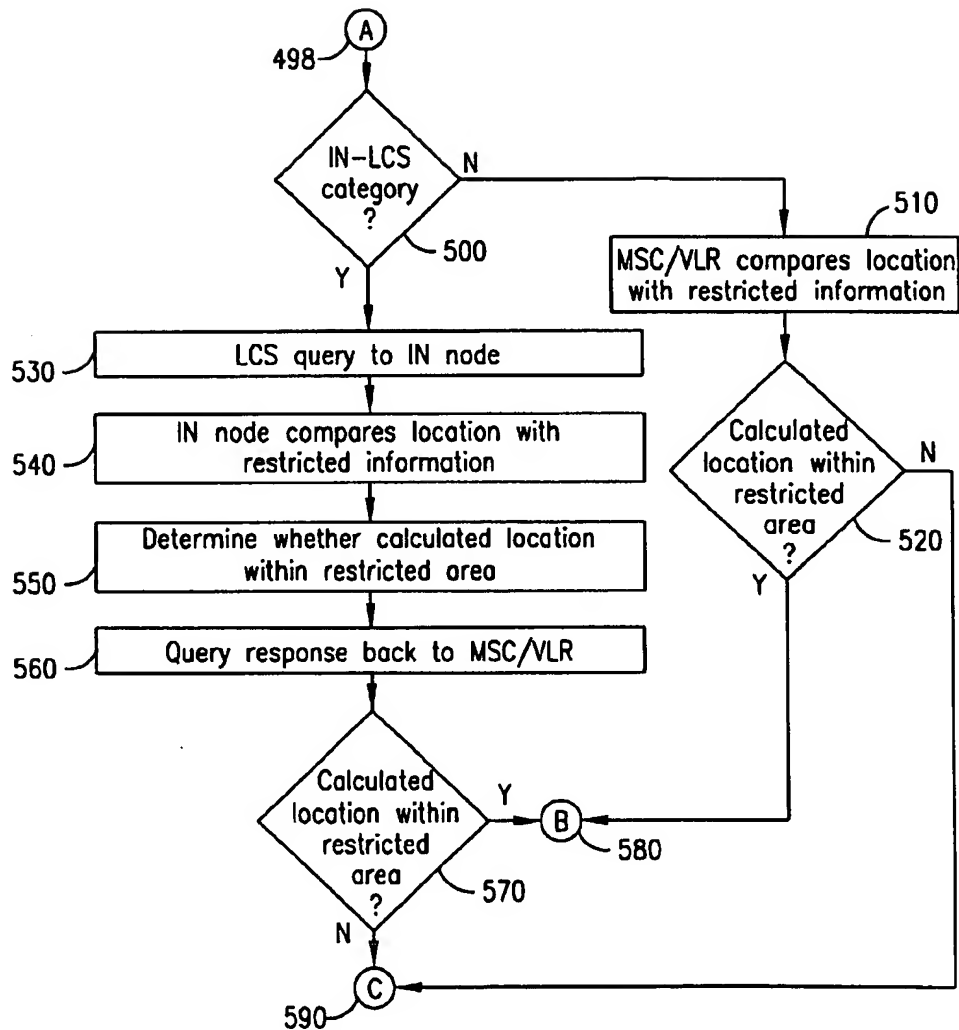 A
498
IN-LCS
category
?
N
500
Y
510
MSC/VLR compares location
with restricted information
530
LCS query to IN node
540
IN node compares location with
restricted information
Calculated
location within
restricted
area
?
N
520
Y
550
Determine whether calculated location
within restricted area
560
Query response back to MSC/VLR
Calculated
location within
restricted
area
?
Y
B
580
570
N
C
590